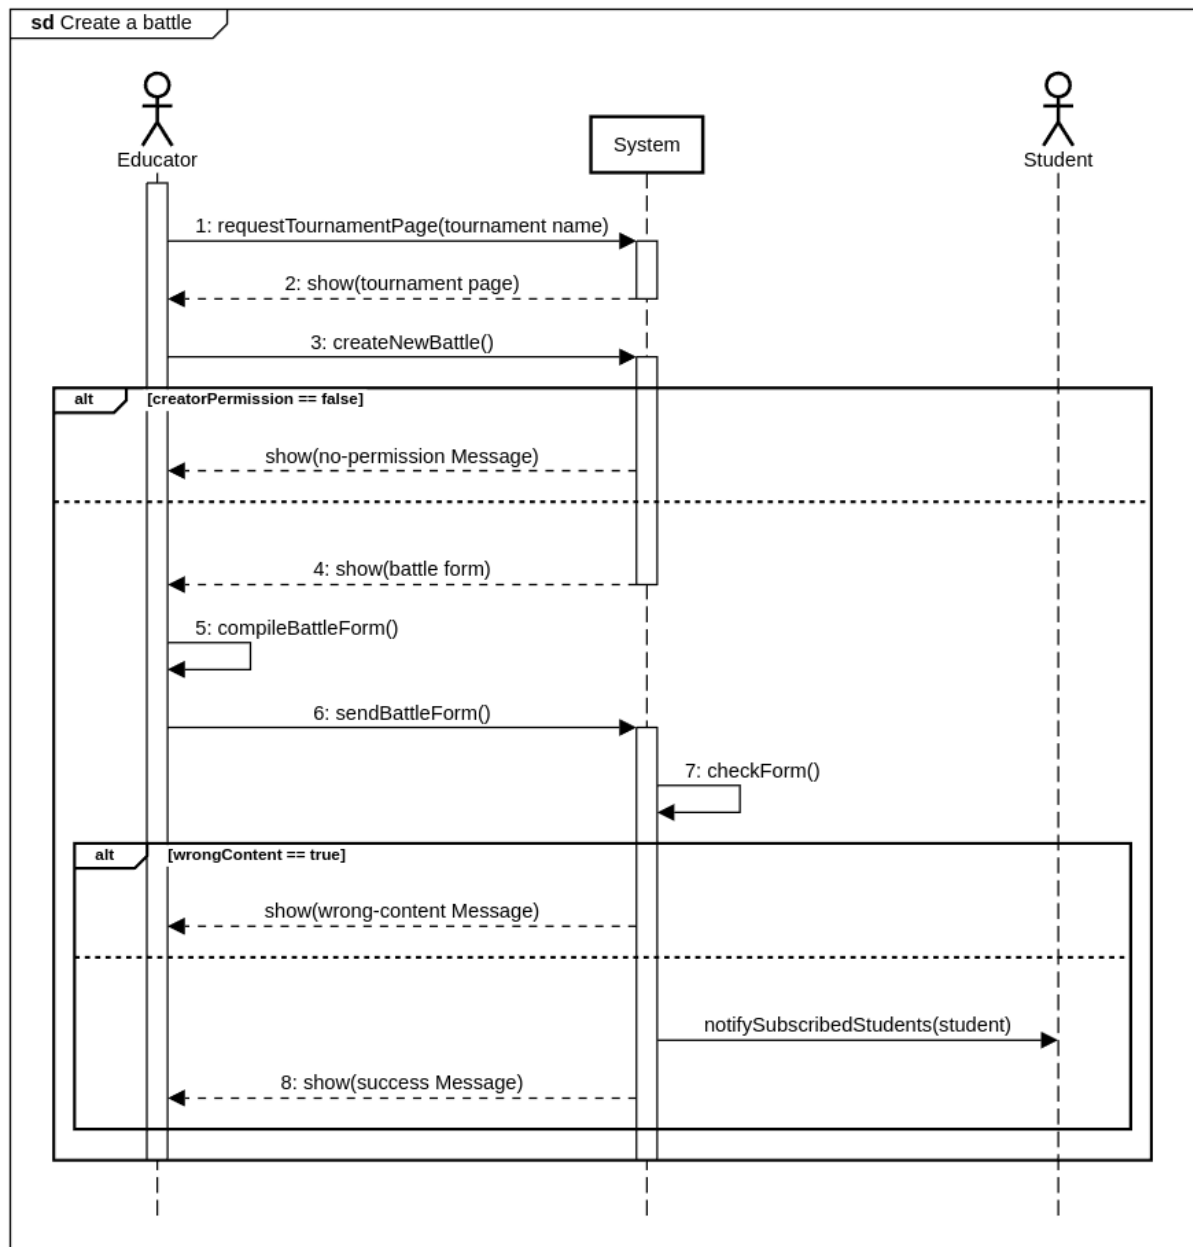 sd Create a battle
Educator
System
Student
1: requestTournamentPage(tournament name)
2: show(tournament page)
3: createNewBattle()
alt [creatorPermission == false]
show(no-permission Message)
4: show(battle form)
5: compileBattleForm()
6: sendBattleForm()
7: checkForm()
alt [wrongContent == true]
show(wrong-content Message)
notifySubscribedStudents(student)
8: show(success Message)